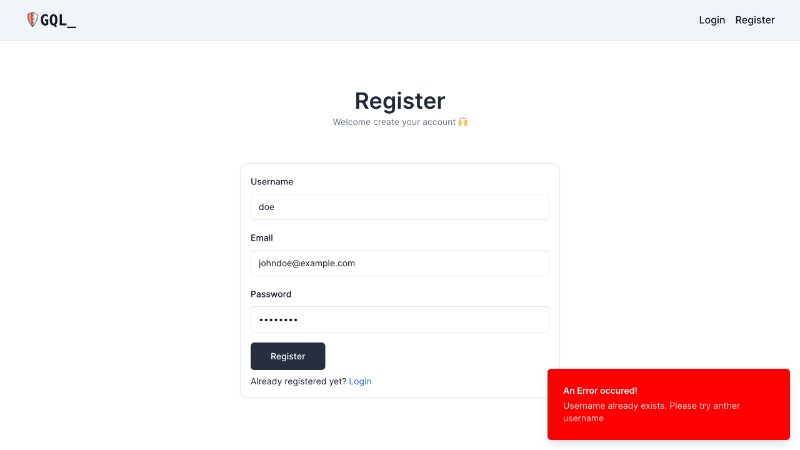 GQL_
Login
Register
Register
Welcome create your account 🙌
Username
doe
Email
johndoe@example.com
Password
••••••••
Register
Already registered yet? Login
An Error occured!
Username already exists. Please try anther
username